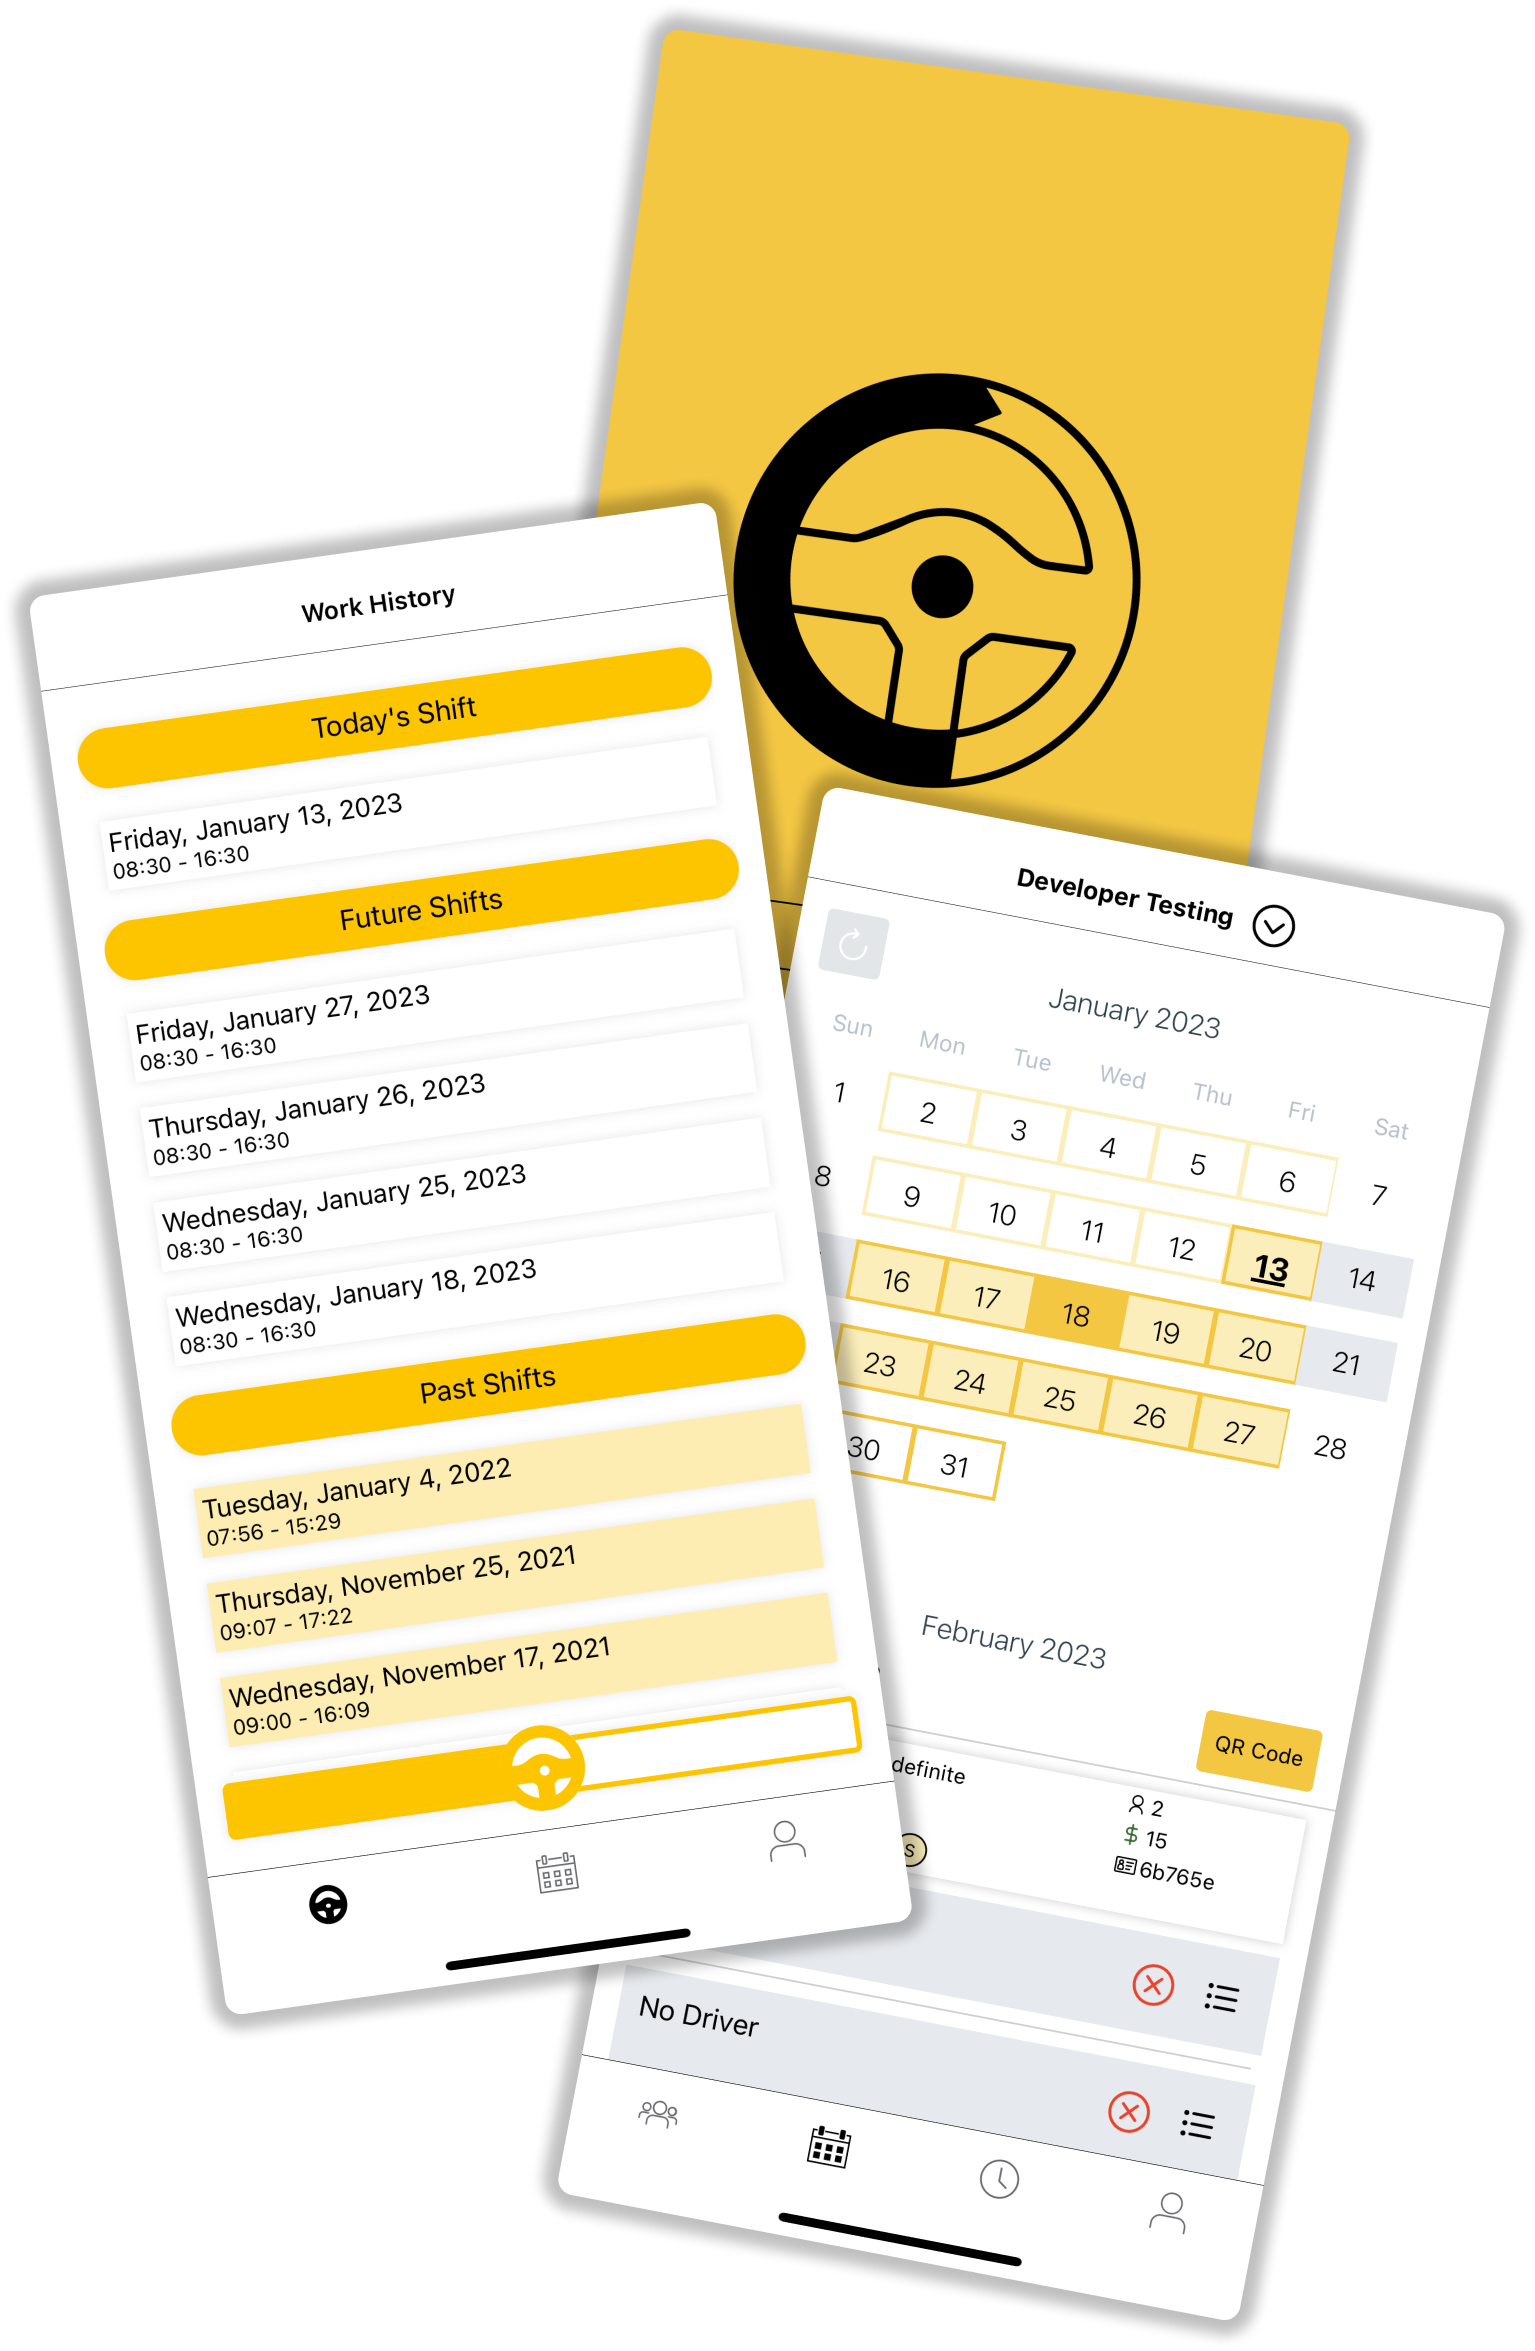 Work History
Today's Shift
Friday, January 13, 2023
08:30 - 16:30
Future Shifts
Friday, January 27, 2023
08:30 - 16:30
Thursday, January 26, 2023
08:30 - 16:30
Wednesday, January 25, 2023
08:30 - 16:30
Wednesday, January 18, 2023
08:30 - 16:30
Past Shifts
Tuesday, January 4, 2022
07:56 - 15:29
Thursday, November 25, 2021
09:07 - 17:22
Wednesday, November 17, 2021
09:00 - 16:09
Developer Testing
January 2023
Sun Mon Tue Wed Thu Fri Sat
1 2 3 4 5 6 7
8 9 10 11 12 13 14
16 17 18 19 20 21
23 24 25 26 27 28
30 31
February 2023
QR Code
definite
2
$ 15
S
6b765e
No Driver